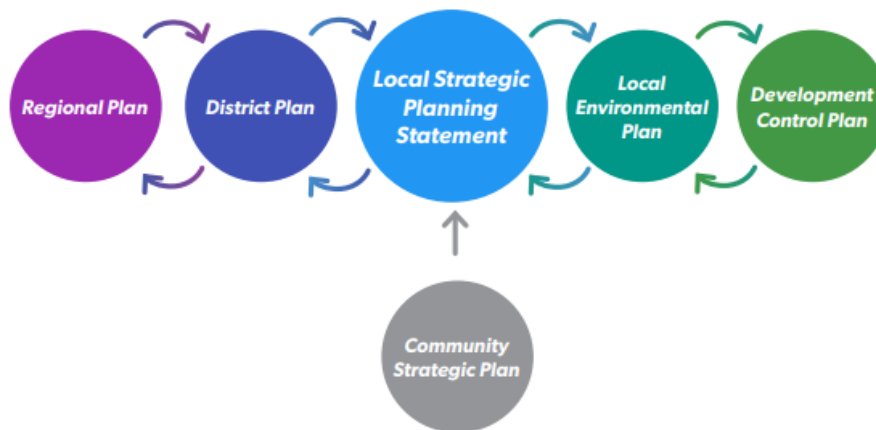 Regional Plan
District Plan
Local Strategic
Planning
Statement
Local
Environmental
Plan
Development
Control Plan
Community
Strategic Plan